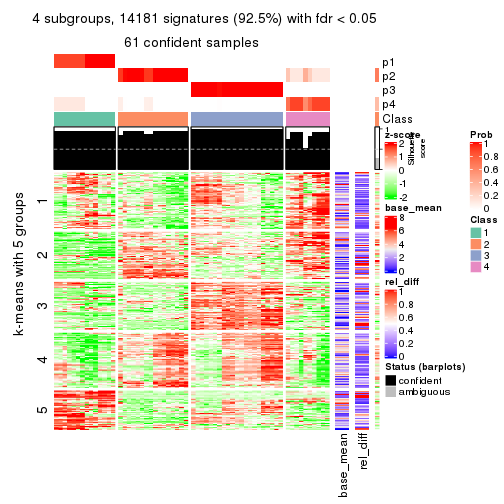 4 subgroups, 14181 signatures (92.5%) with fdr < 0.05
61 confident samples
p1
p2
p3
p4
Class
1
0
Silhouette
score
k-means with 5 groups
1
2
3
4
5
base_mean
rel_diff
z-score
2
1
0
-1
-2
base_mean
8
6
4
2
0
rel_diff
1
0.8
0.6
0.4
0.2
0
Status (barplots)
confident
ambiguous
Prob
1
0.8
0.6
0.4
0.2
0
Class
1
2
3
4